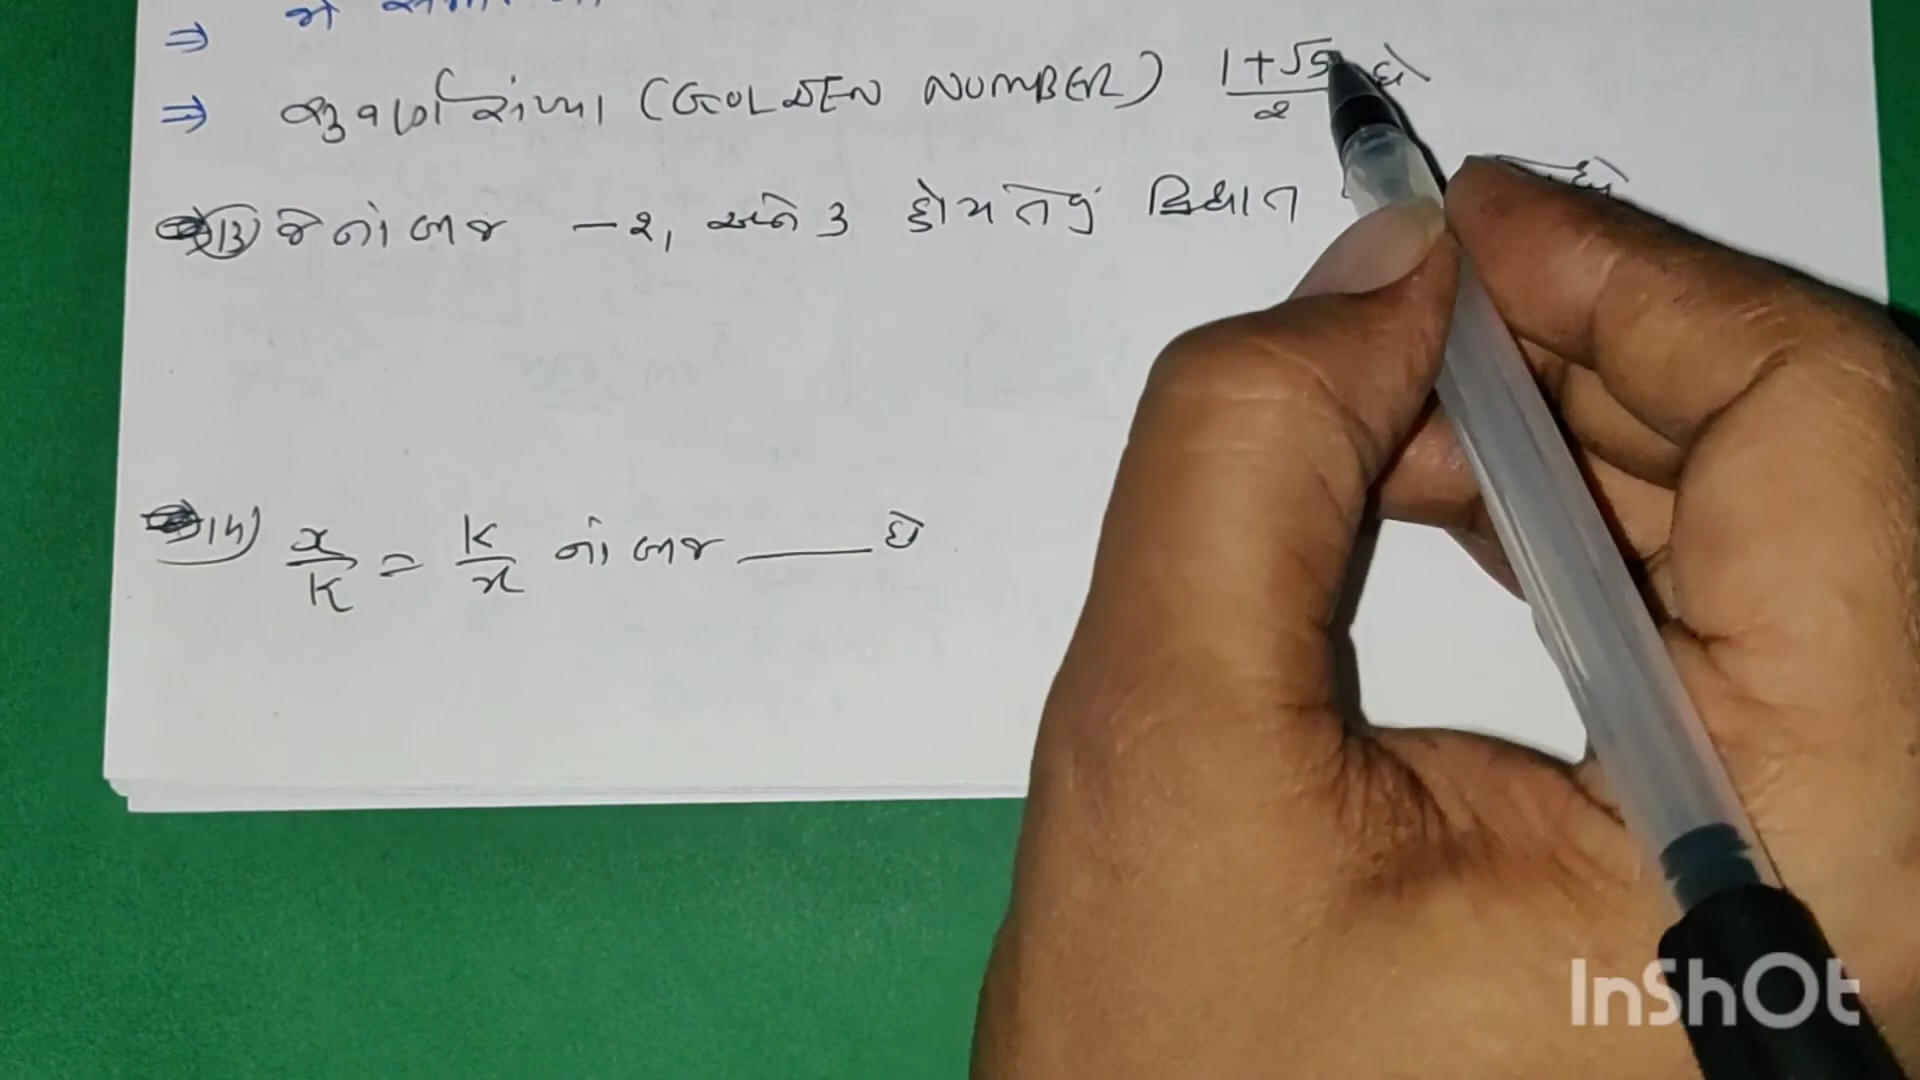 ⇒
⇒ સુવર્ણ સંખ્યા (GOLDEN NUMBER) (1+√5)/2 છે
13) જેનાં બીજ -2, અને 3 હોય તેવું દ્વિઘાત
14) x/k = k/x નાં બીજ ____ છે
InShOt